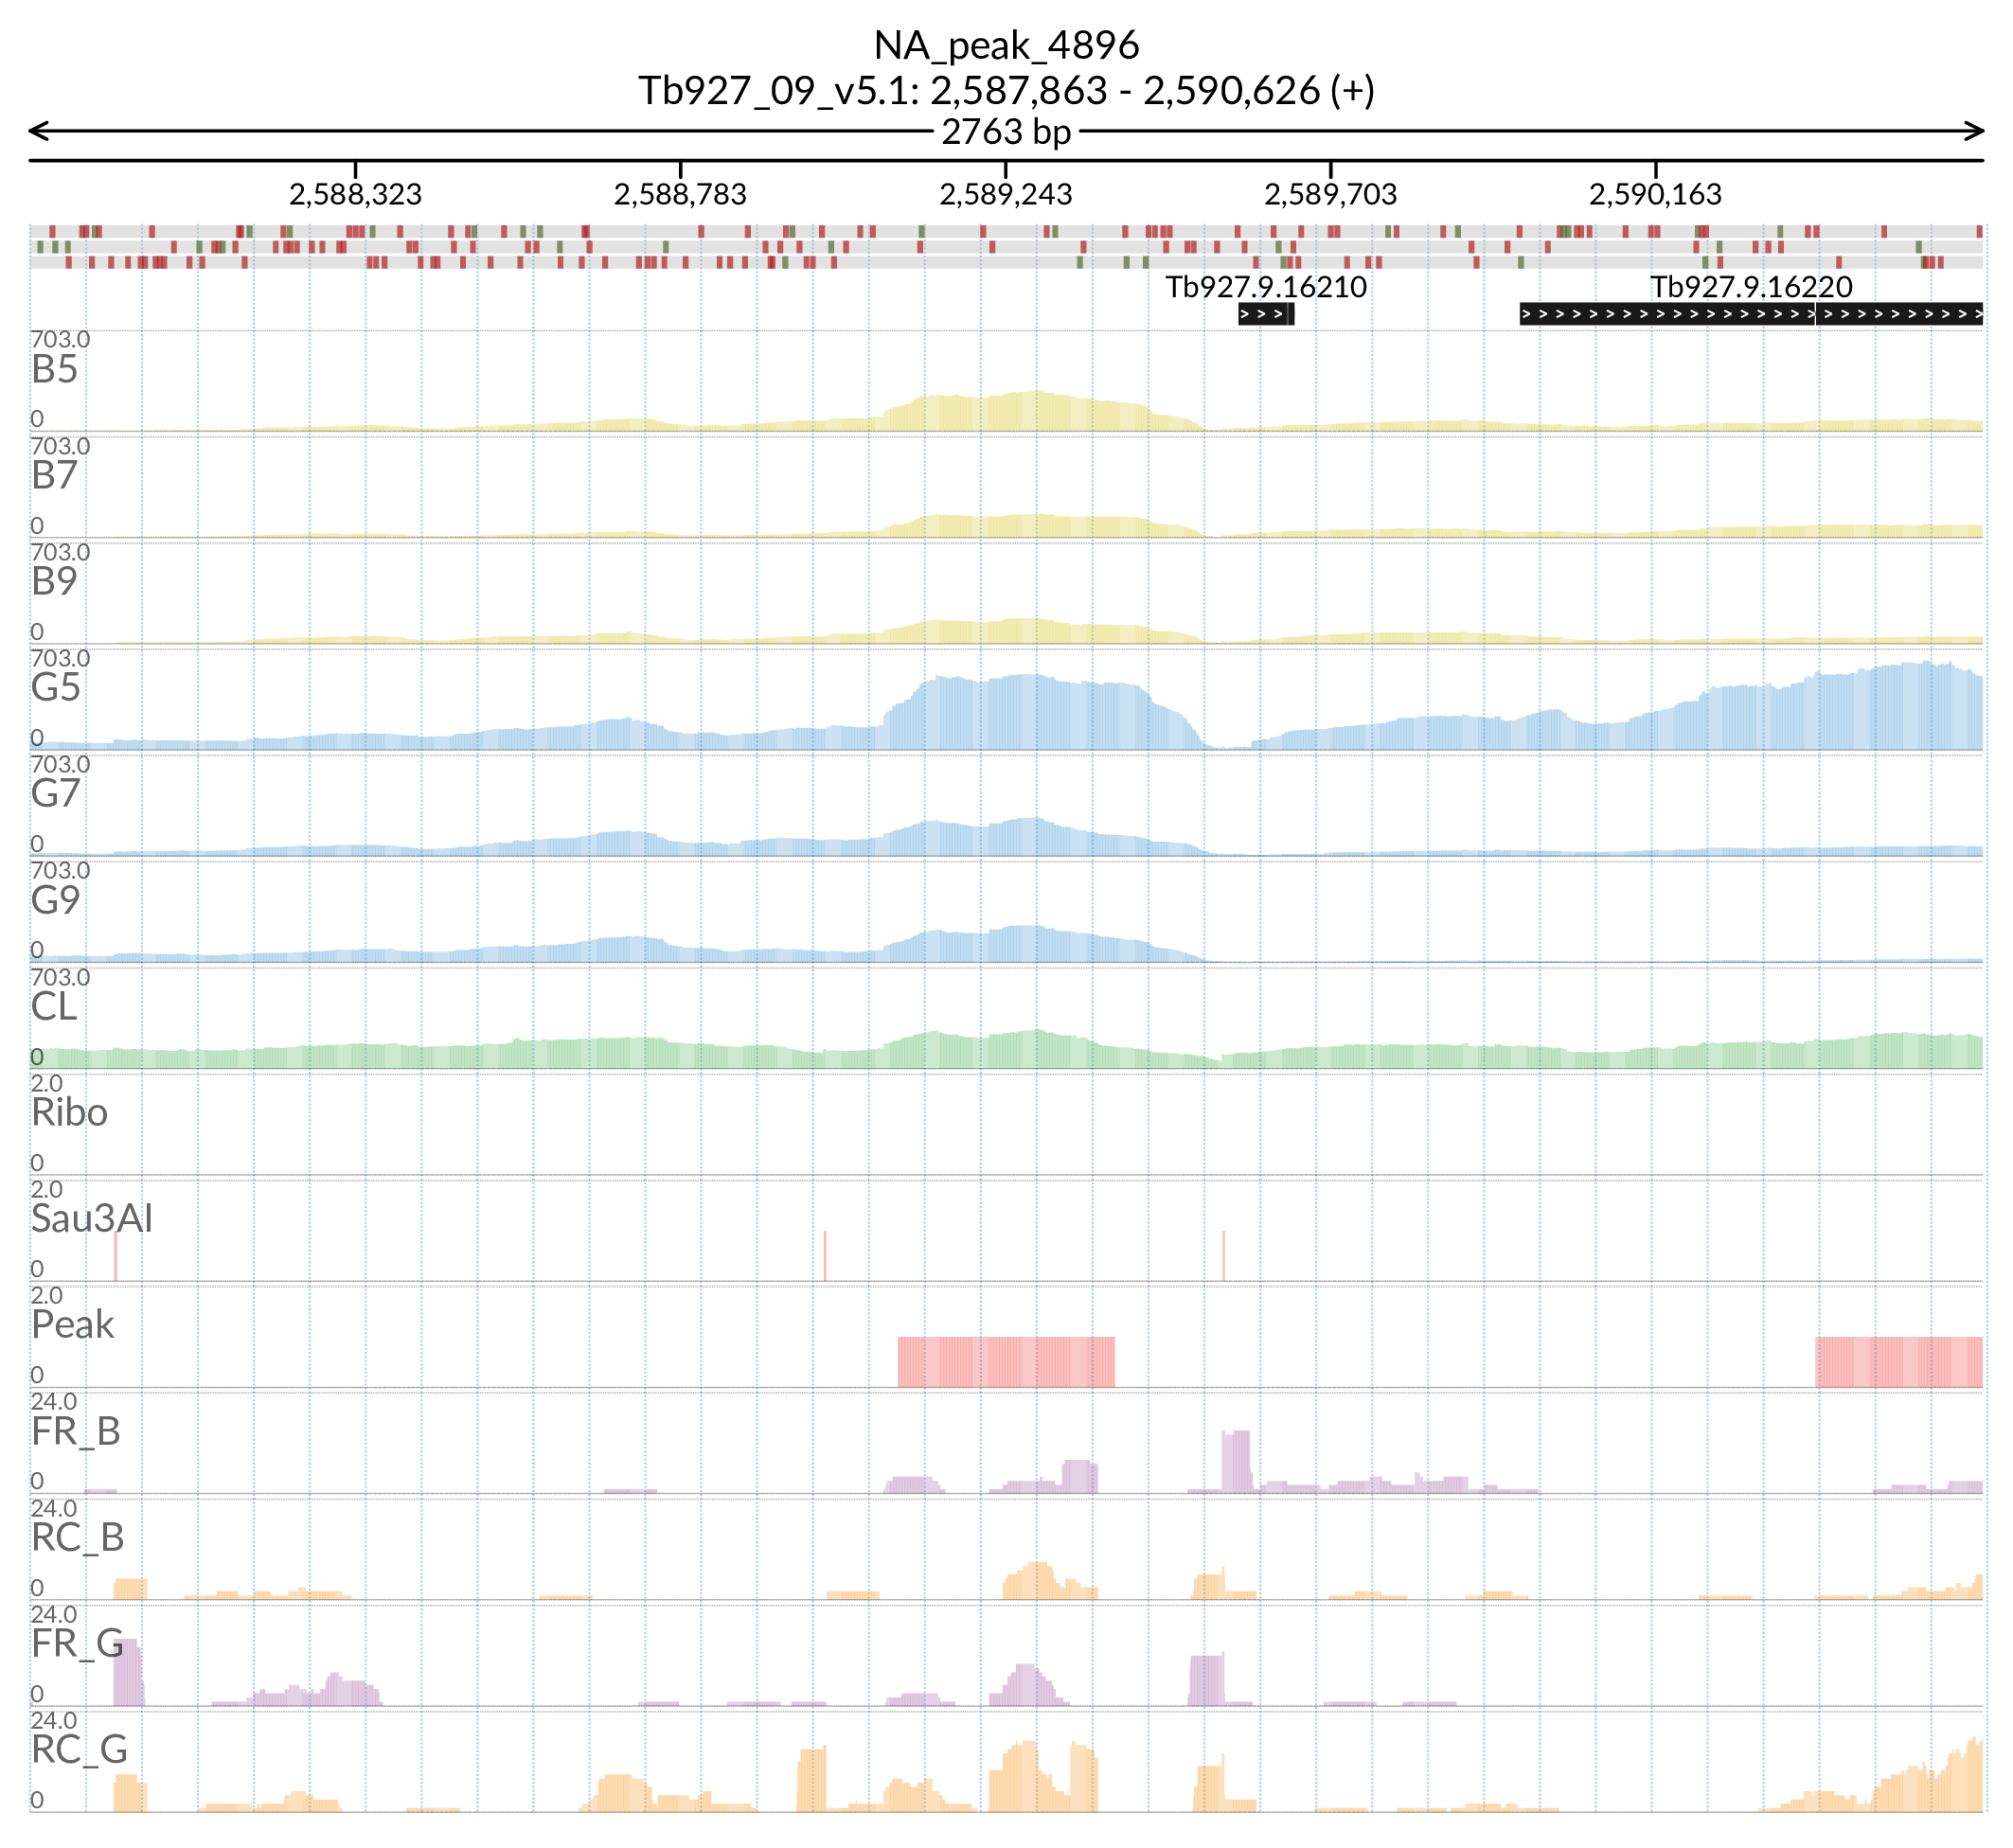 NA_peak_4896
Tb927_09_v5.1: 2,587,863 - 2,590,626 (+)
2763 bp
2,588,323 2,588,783 2,589,243 2,589,703 2,590,163
Tb927.9.16210 Tb927.9.16220
703.0
B5
0
703.0
B7
0
703.0
B9
0
703.0
G5
0
703.0
G7
0
703.0
G9
0
703.0
CL
0
2.0
Ribo
0
2.0
Sau3AI
0
2.0
Peak
0
24.0
FR_B
0
24.0
RC_B
0
24.0
FR_G
0
24.0
RC_G
0